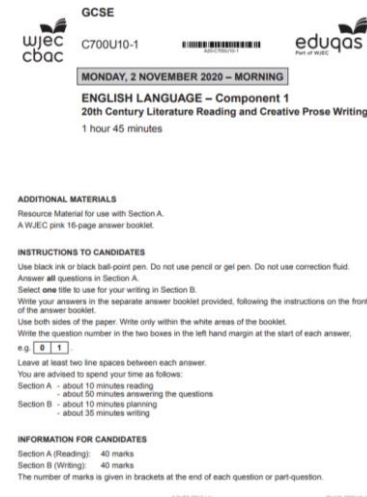 GCSE
wjec
cbac
C700U10-1
eduqas
Part of WJEC
MONDAY, 2 NOVEMBER 2020 – MORNING
ENGLISH LANGUAGE – Component 1
20th Century Literature Reading and Creative Prose Writing
1 hour 45 minutes
ADDITIONAL MATERIALS
Resource Material for use with Section A.
A WJEC pink 16-page answer booklet.
INSTRUCTIONS TO CANDIDATES
Use black ink or black ball-point pen. Do not use pencil or gel pen. Do not use correction fluid.
Answer all questions in Section A.
Select one title to use for your writing in Section B.
Write your answers in the separate answer booklet provided, following the instructions on the front
of the answer booklet.
Use both sides of the paper. Write only within the white areas of the booklet.
Write the question number in the two boxes in the left hand margin at the start of each answer,
e.g. 0 1 .
Leave at least two line spaces between each answer.
You are advised to spend your time as follows:
Section A - about 10 minutes reading
- about 50 minutes answering the questions
Section B - about 10 minutes planning
- about 35 minutes writing
INFORMATION FOR CANDIDATES
Section A (Reading): 40 marks
Section B (Writing): 40 marks
The number of marks is given in brackets at the end of each question or part-question.